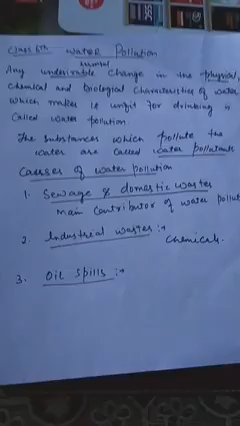 Class 6th Water Pollution
Any undesirable change in the physical,
chemical and biological characteristics of water
which makes it unfit for drinking is
called water pollution.
The substances which pollute the
water are called water pollutants
Causes of water pollution
1. Sewage & domestic wastes
main contributor of water pollut
2. Industrial wastes :→
chemicals.
3. Oil spills :→